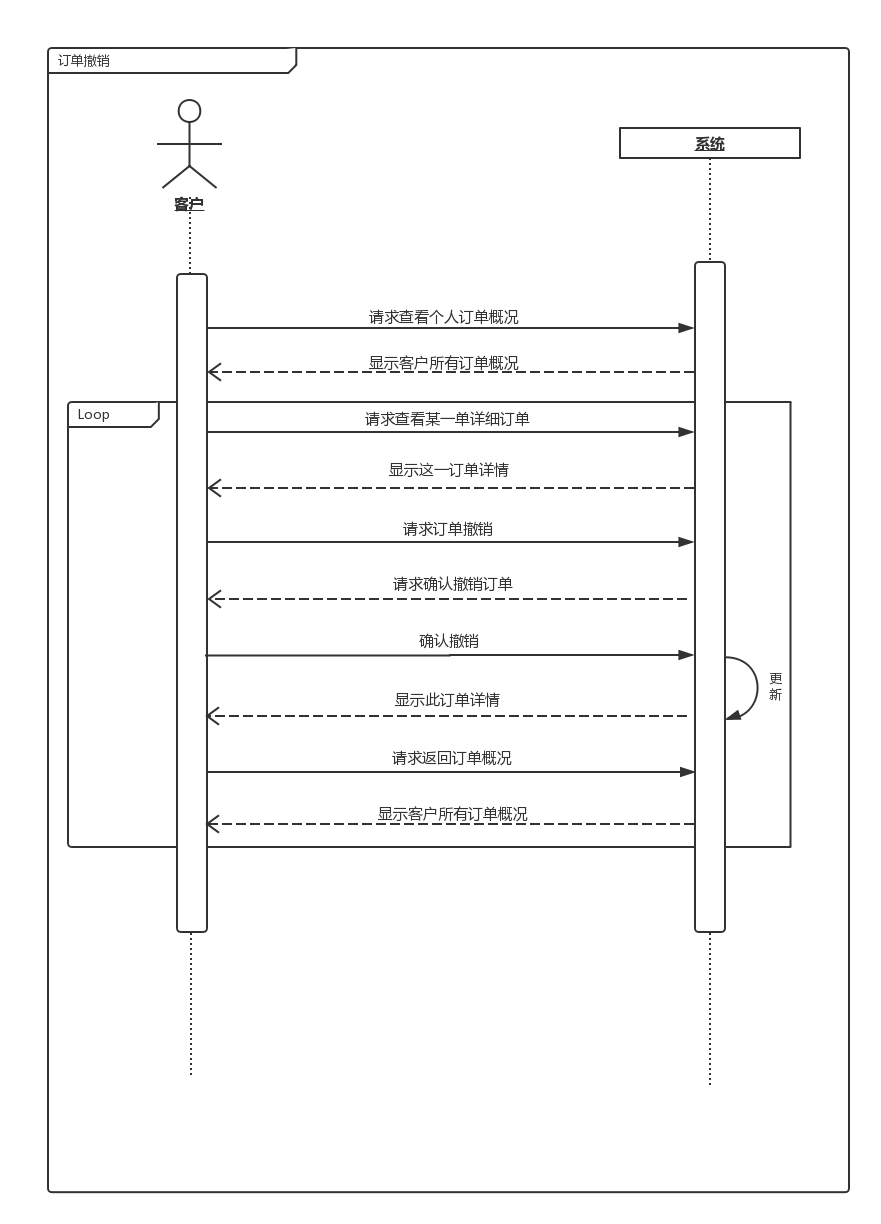 订单撤销
客户
系统
请求查看个人订单概况
显示客户所有订单概况
Loop
请求查看某一单详细订单
显示这一订单详情
请求订单撤销
请求确认撤销订单
确认撤销
更
新
显示此订单详情
请求返回订单概况
显示客户所有订单概况